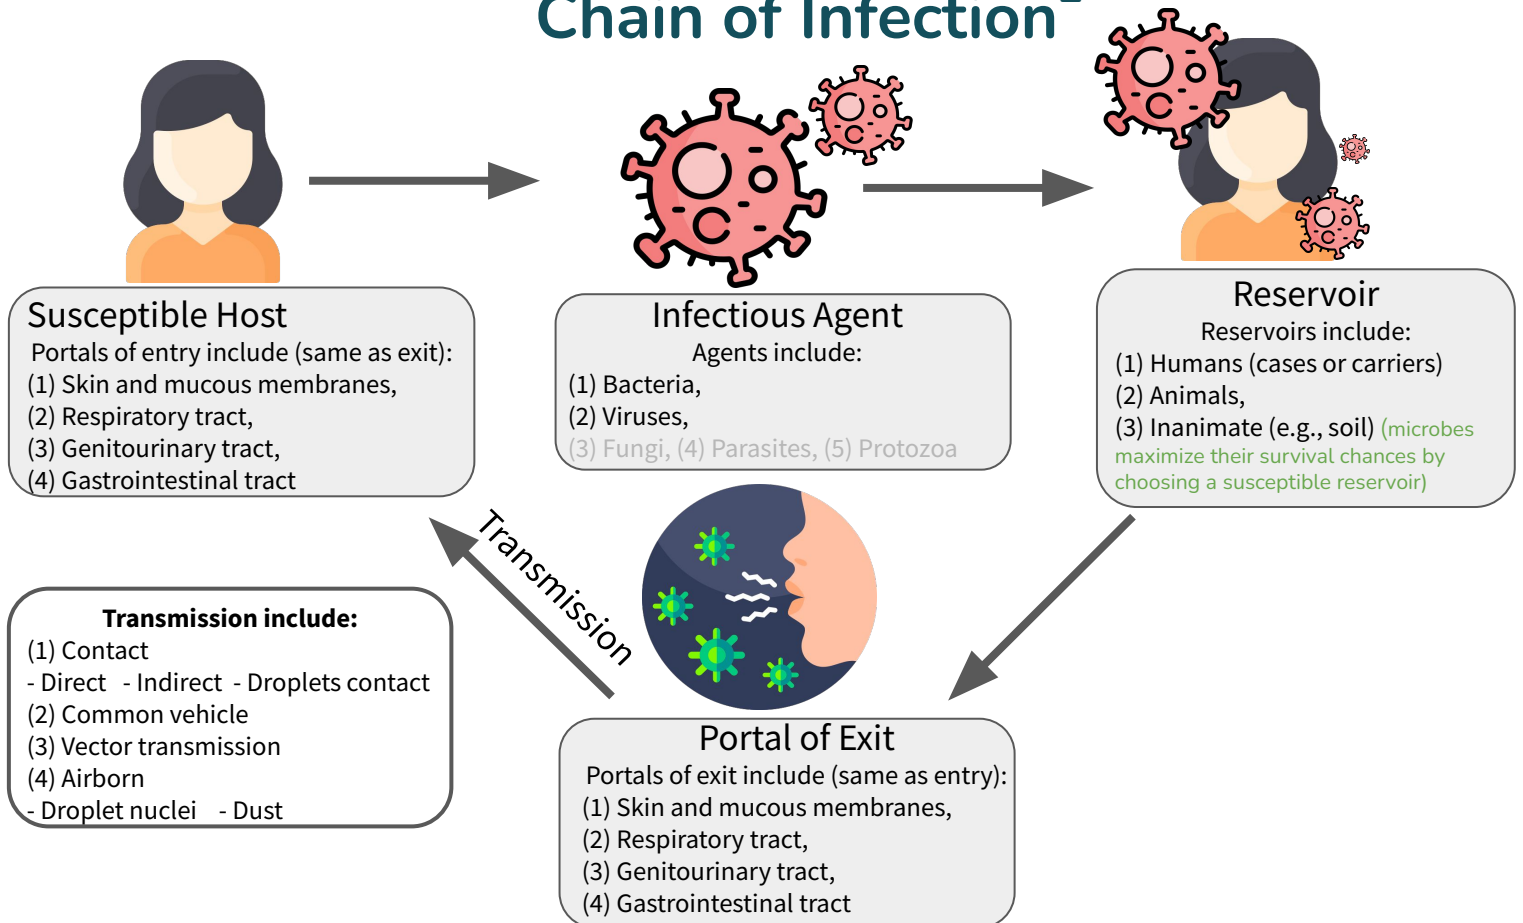 Chain of Infection
Susceptible Host
Portals of entry include (same as exit):
(1) Skin and mucous membranes,
(2) Respiratory tract,
(3) Genitourinary tract,
(4) Gastrointestinal tract
Infectious Agent
Agents include:
(1) Bacteria,
(2) Viruses,
(3) Fungi, (4) Parasites, (5) Protozoa
Reservoir
Reservoirs include:
(1) Humans (cases or carriers)
(2) Animals,
(3) Inanimate (e.g., soil) (microbes
maximize their survival chances by
choosing a susceptible reservoir)
Transmission
Transmission include:
(1) Contact
- Direct - Indirect - Droplets contact
(2) Common vehicle
(3) Vector transmission
(4) Airborn
- Droplet nuclei - Dust
Portal of Exit
Portals of exit include (same as entry):
(1) Skin and mucous membranes,
(2) Respiratory tract,
(3) Genitourinary tract,
(4) Gastrointestinal tract